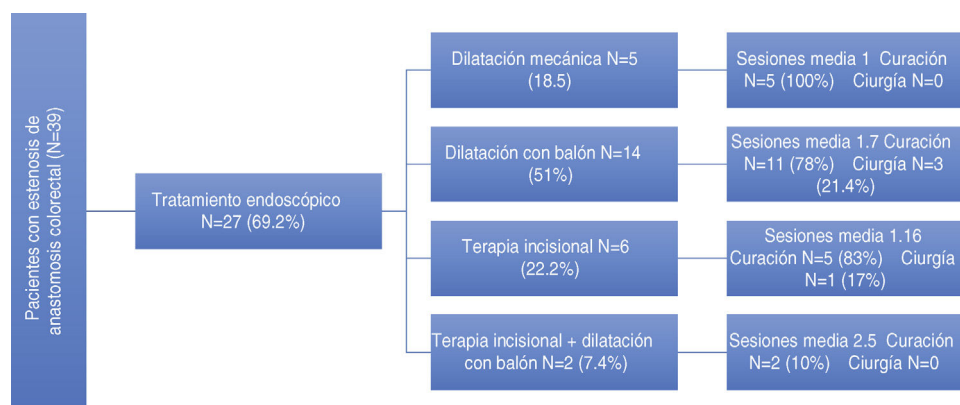 Pacientes con estenosis de
anastomosis colorectal (N=39)
Tratamiento endoscópico
N=27 (69.2%)
Dilatación mecánica N=5
(18.5)
Sesiones media 1 Curación
N=5 (100%) Ciurgía N=0
Dilatación con balón N=14
(51%)
Sesiones media 1.7 Curación
N=11 (78%) Ciurgía N=3
(21.4%)
Terapia incisional N=6
(22.2%)
Sesiones media 1.16
Curación N=5 (83%) Ciurgía
N=1 (17%)
Terapia incisional + dilatación
con balón N=2 (7.4%)
Sesiones media 2.5 Curación
N=2 (10%) Ciurgía N=0